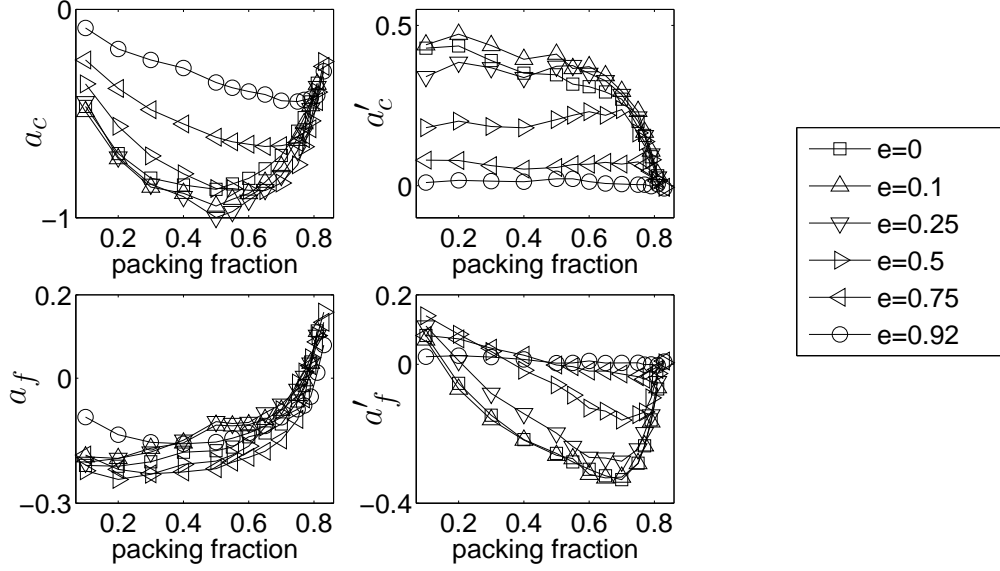 0
−1
a_c
0.2 0.4 0.6 0.8
packing fraction
0.5
0
a'_c
0.2 0.4 0.6 0.8
packing fraction
0.2
0
−0.3
a_f
0.2 0.4 0.6 0.8
packing fraction
0.2
0
−0.4
a'_f
0.2 0.4 0.6 0.8
packing fraction
e=0
e=0.1
e=0.25
e=0.5
e=0.75
e=0.92